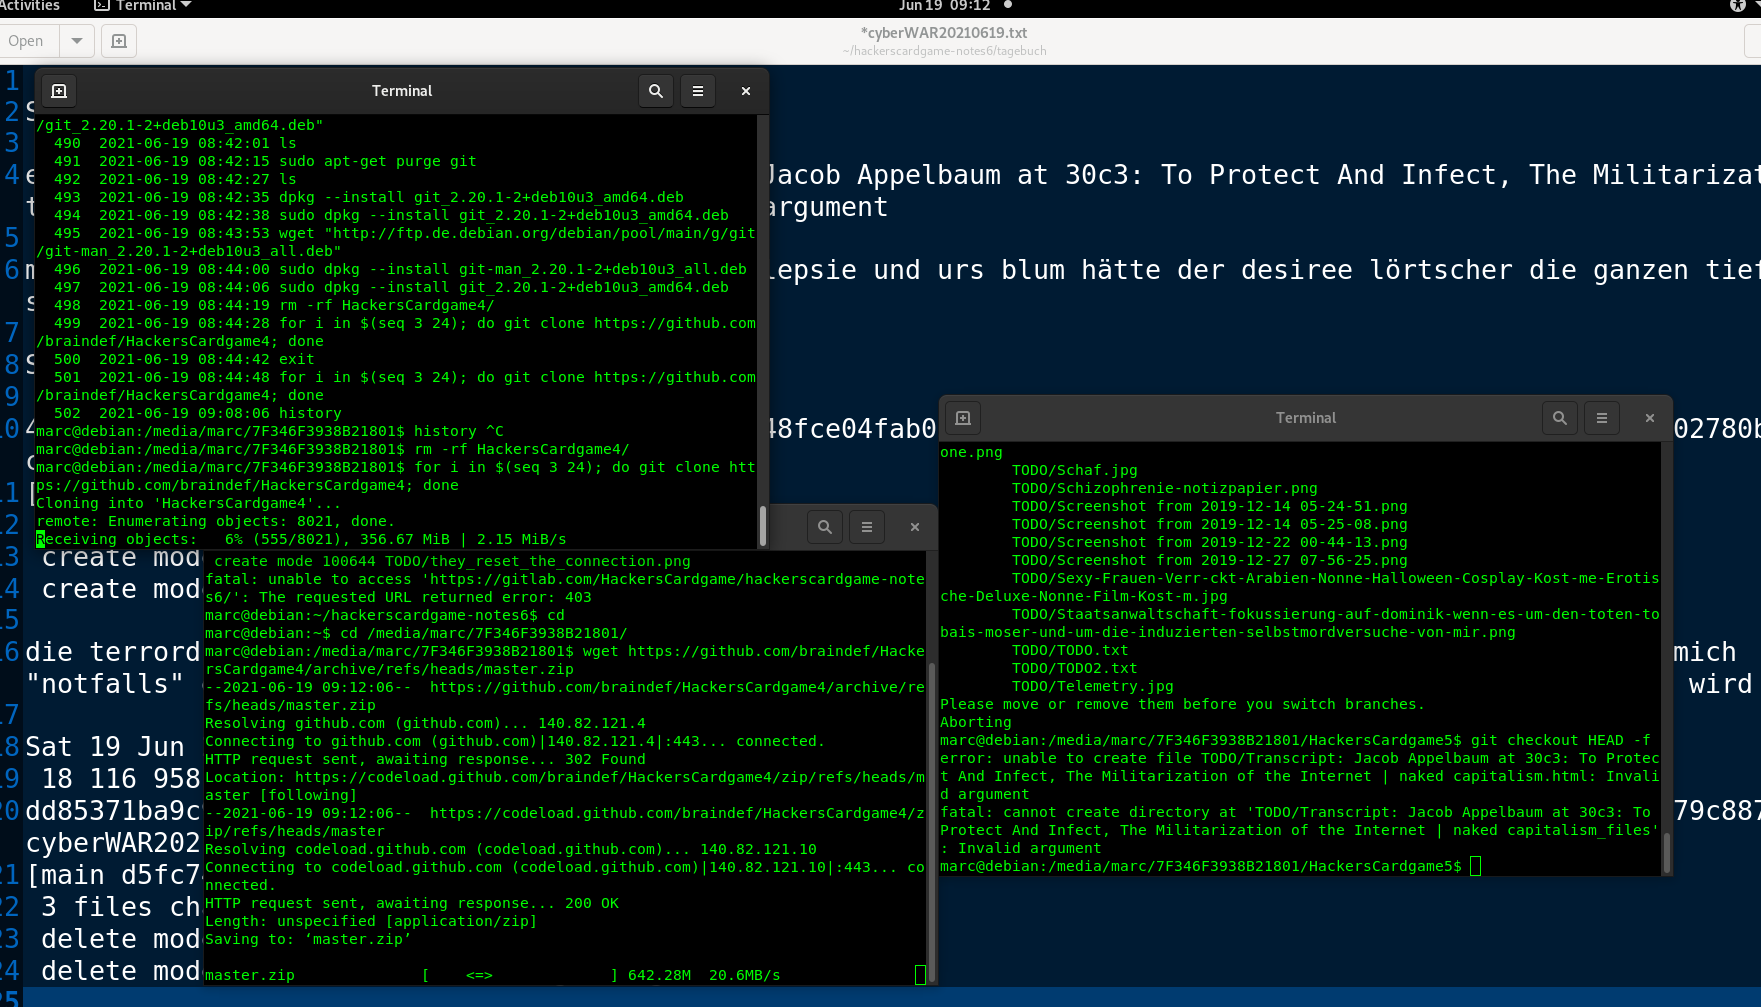 Activities
Terminal
Jun 19 09:12
Open
*cyberWAR20210619.txt
~/hackerscardgame-notes6/tagebuch
Terminal
/git_2.20.1-2+deb10u3_amd64.deb"
490 2021-06-19 08:42:01 ls
491 2021-06-19 08:42:15 sudo apt-get purge git
492 2021-06-19 08:42:27 ls
493 2021-06-19 08:42:35 dpkg --install git_2.20.1-2+deb10u3_amd64.deb
494 2021-06-19 08:42:38 sudo dpkg --install git_2.20.1-2+deb10u3_amd64.deb
495 2021-06-19 08:43:53 wget "http://ftp.de.debian.org/debian/pool/main/g/git
/git-man_2.20.1-2+deb10u3_all.deb"
496 2021-06-19 08:44:00 sudo dpkg --install git-man_2.20.1-2+deb10u3_all.deb
497 2021-06-19 08:44:06 sudo dpkg --install git_2.20.1-2+deb10u3_amd64.deb
498 2021-06-19 08:44:19 rm -rf HackersCardgame4/
499 2021-06-19 08:44:28 for i in $(seq 3 24); do git clone https://github.com
/braindef/HackersCardgame4; done
500 2021-06-19 08:44:42 exit
501 2021-06-19 08:44:48 for i in $(seq 3 24); do git clone https://github.com
/braindef/HackersCardgame4; done
502 2021-06-19 09:08:06 history
marc@debian:/media/marc/7F346F3938B21801$ history ^C
marc@debian:/media/marc/7F346F3938B21801$ rm -rf HackersCardgame4/
marc@debian:/media/marc/7F346F3938B21801$ for i in $(seq 3 24); do git clone htt
ps://github.com/braindef/HackersCardgame4; done
Cloning into 'HackersCardgame4'...
remote: Enumerating objects: 8021, done.
Receiving objects:   6% (555/8021), 356.67 MiB | 2.15 MiB/s
create mode 100644 TODO/they_reset_the_connection.png
fatal: unable to access 'https://gitlab.com/HackersCardgame/hackerscardgame-note
s6/': The requested URL returned error: 403
marc@debian:~/hackerscardgame-notes6$ cd
marc@debian:~$ cd /media/marc/7F346F3938B21801/
marc@debian:/media/marc/7F346F3938B21801$ wget https://github.com/braindef/Hacke
rsCardgame4/archive/refs/heads/master.zip
--2021-06-19 09:12:06--  https://github.com/braindef/HackersCardgame4/archive/re
fs/heads/master.zip
Resolving github.com (github.com)... 140.82.121.4
Connecting to github.com (github.com)|140.82.121.4|:443... connected.
HTTP request sent, awaiting response... 302 Found
Location: https://codeload.github.com/braindef/HackersCardgame4/zip/refs/heads/m
aster [following]
--2021-06-19 09:12:06--  https://codeload.github.com/braindef/HackersCardgame4/z
ip/refs/heads/master
Resolving codeload.github.com (codeload.github.com)... 140.82.121.10
Connecting to codeload.github.com (codeload.github.com)|140.82.121.10|:443... co
nnected.
HTTP request sent, awaiting response... 200 OK
Length: unspecified [application/zip]
Saving to: ‘master.zip’
master.zip [ <=> ] 642.28M 20.6MB/s
Terminal
one.png
TODO/Schaf.jpg
TODO/Schizophrenie-notizpapier.png
TODO/Screenshot from 2019-12-14 05-24-51.png
TODO/Screenshot from 2019-12-14 05-25-08.png
TODO/Screenshot from 2019-12-22 00-44-13.png
TODO/Screenshot from 2019-12-27 07-56-25.png
TODO/Sexy-Frauen-Verr-ckt-Arabien-Nonne-Halloween-Cosplay-Kost-me-Erotis
che-Deluxe-Nonne-Film-Kost-m.jpg
TODO/Staatsanwaltschaft-fokussierung-auf-dominik-wenn-es-um-den-toten-to
bais-moser-und-um-die-induzierten-selbstmordversuche-von-mir.png
TODO/TODO.txt
TODO/TODO2.txt
TODO/Telemetry.jpg
Please move or remove them before you switch branches.
Aborting
marc@debian:/media/marc/7F346F3938B21801/HackersCardgame5$ git checkout HEAD -f
error: unable to create file TODO/Transcript: Jacob Appelbaum at 30c3: To Protec
t And Infect, The Militarization of the Internet | naked capitalism.html: Invali
d argument
fatal: cannot create directory at 'TODO/Transcript: Jacob Appelbaum at 30c3: To
Protect And Infect, The Militarization of the Internet | naked capitalism_files'
: Invalid argument
marc@debian:/media/marc/7F346F3938B21801/HackersCardgame5$
1
2
3
4 Jacob Appelbaum at 30c3: To Protect And Infect, The Militarizat
argument
5
6 lepsie und urs blum hätte der desiree lörtscher die ganzen tief
7
8
9
10 48fce04fab0 02780b
11 [
12
13 create mod
14 create mod
15
16 die terrord mich
"notfalls" wird
17
18 Sat 19 Jun
19 18 116 958
20 dd85371ba9c 79c887
cyberWAR202
21 [main d5fc7
22 3 files ch
23 delete mod
24 delete mod
25